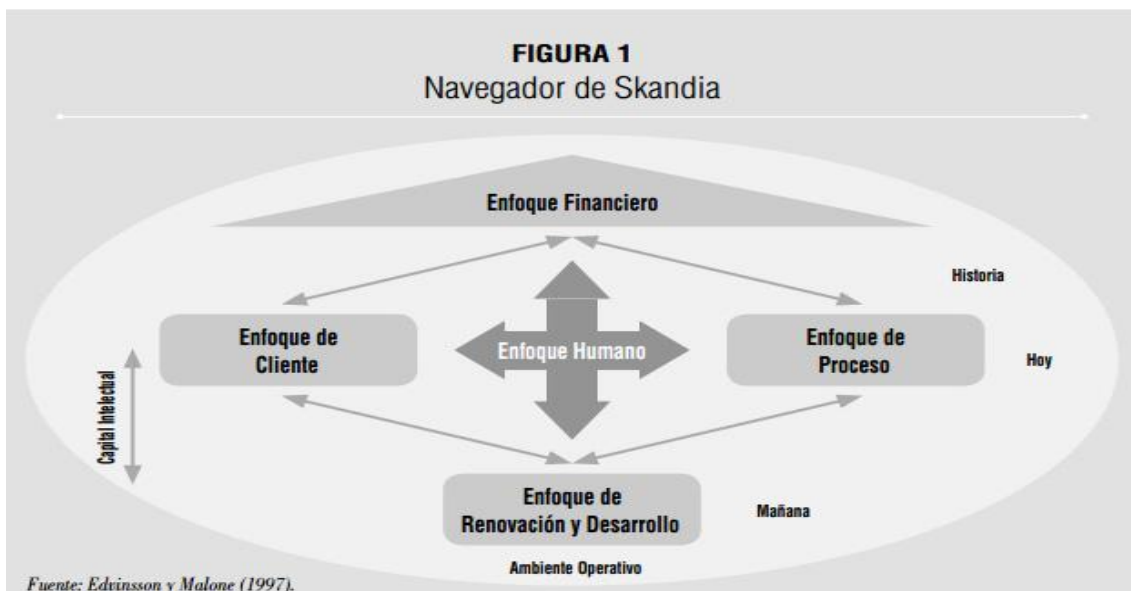 FIGURA 1
Navegador de Skandia
Enfoque Financiero
Historia
Enfoque de
Cliente
Enfoque Humano
Enfoque de
Proceso
Hoy
Capital Intelectual
Enfoque de
Renovación y Desarrollo
Mañana
Ambiente Operativo
Fuente: Edvinsson y Malone (1997).